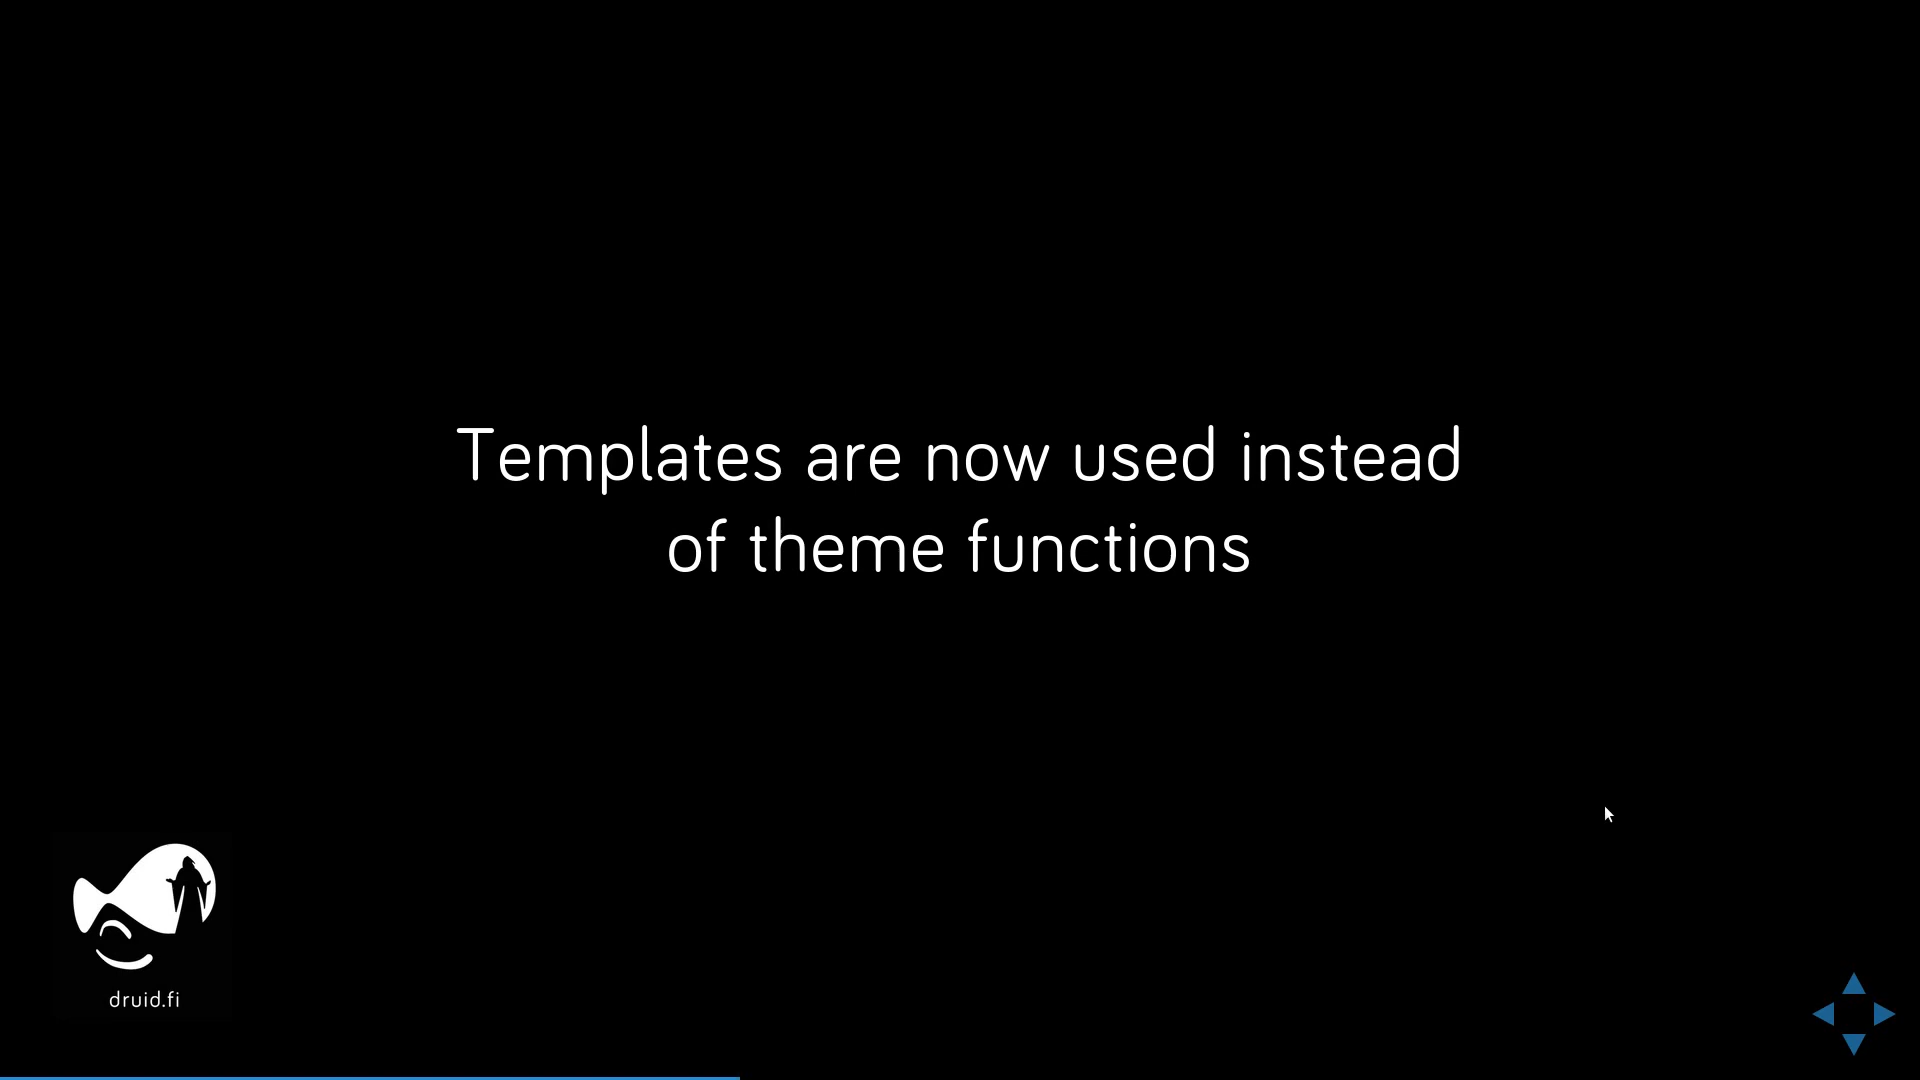 Templates are now used instead
of theme functions
druid.fi